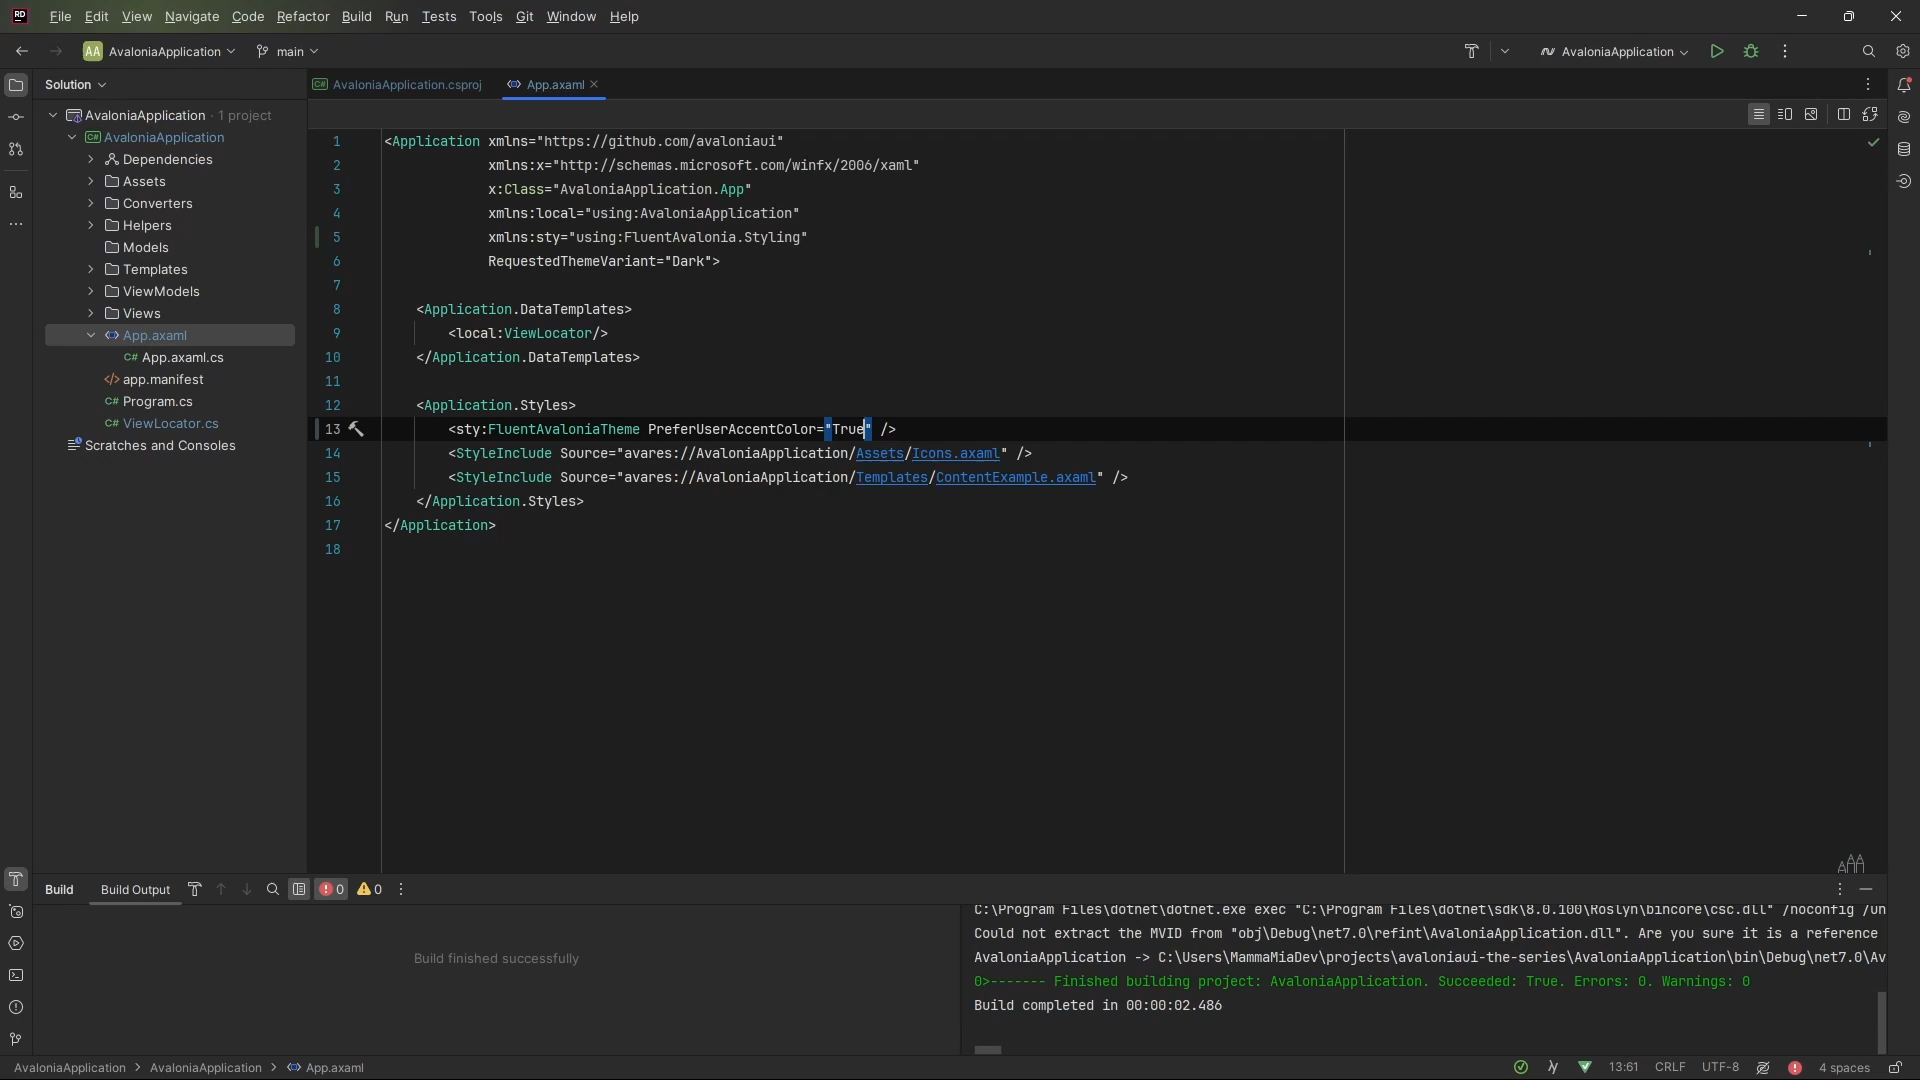 RD File Edit View Navigate Code Refactor Build Run Tests Tools Git Window Help
AA AvaloniaApplication main AvaloniaApplication
Solution
AvaloniaApplication.csproj App.axaml
AvaloniaApplication · 1 project
AvaloniaApplication
Dependencies
Assets
Converters
Helpers
Models
Templates
ViewModels
Views
App.axaml
C# App.axaml.cs
app.manifest
C# Program.cs
C# ViewLocator.cs
Scratches and Consoles
1 <Application xmlns="https://github.com/avaloniaui"
2 xmlns:x="http://schemas.microsoft.com/winfx/2006/xaml"
3 x:Class="AvaloniaApplication.App"
4 xmlns:local="using:AvaloniaApplication"
5 xmlns:sty="using:FluentAvalonia.Styling"
6 RequestedThemeVariant="Dark">
7
8 <Application.DataTemplates>
9 <local:ViewLocator/>
10 </Application.DataTemplates>
11
12 <Application.Styles>
13 <sty:FluentAvaloniaTheme PreferUserAccentColor="True" />
14 <StyleInclude Source="avares://AvaloniaApplication/Assets/Icons.axaml" />
15 <StyleInclude Source="avares://AvaloniaApplication/Templates/ContentExample.axaml" />
16 </Application.Styles>
17 </Application>
18
Build Build Output 0 0
Build finished successfully
C:\Program Files\dotnet\dotnet.exe exec "C:\Program Files\dotnet\sdk\8.0.100\Roslyn\bincore\csc.dll" /noconfig /un
Could not extract the MVID from "obj\Debug\net7.0\refint\AvaloniaApplication.dll". Are you sure it is a reference
AvaloniaApplication -> C:\Users\MammaMiaDev\projects\avaloniaui-the-series\AvaloniaApplication\bin\Debug\net7.0\Av
0>------- Finished building project: AvaloniaApplication. Succeeded: True. Errors: 0. Warnings: 0
Build completed in 00:00:02.486
AvaloniaApplication > AvaloniaApplication > App.axaml 13:61 CRLF UTF-8 4 spaces